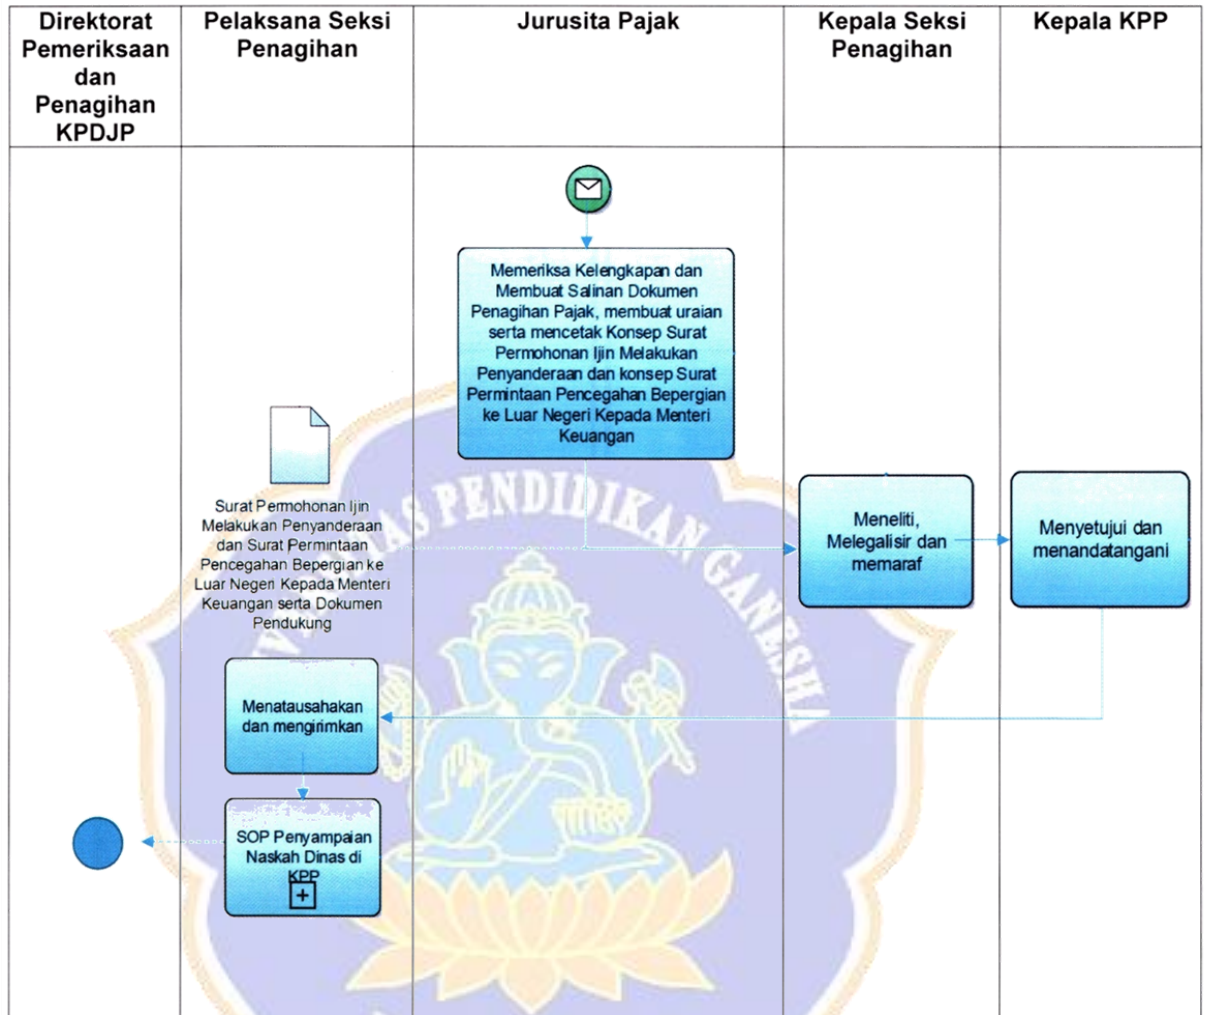 Direktorat
Pemeriksaan
dan
Penagihan
KPDJP
Pelaksana Seksi
Penagihan
Jurusita Pajak
Kepala Seksi
Penagihan
Kepala KPP
Memeriksa Kelengkapan dan
Membuat Salinan Dokumen
Penagihan Pajak, membuat uraian
serta mencetak Konsep Surat
Permohonan Ijin Melakukan
Penyanderaan dan konsep Surat
Permintaan Pencegahan Bepergian
ke Luar Negeri Kepada Menteri
Keuangan
Surat Permohonan Ijin
Melakukan Penyanderaan
dan Surat Permintaan
Pencegahan Bepergian ke
Luar Negeri Kepada Menteri
Keuangan serta Dokumen
Pendukung
Meneliti,
Melegalisir dan
memaraf
Menyetujui dan
menandatangani
Menatausahakan
dan mengirimkan
SOP Penyampaian
Naskah Dinas di
KPP
PENDIDIKAN GANESHA